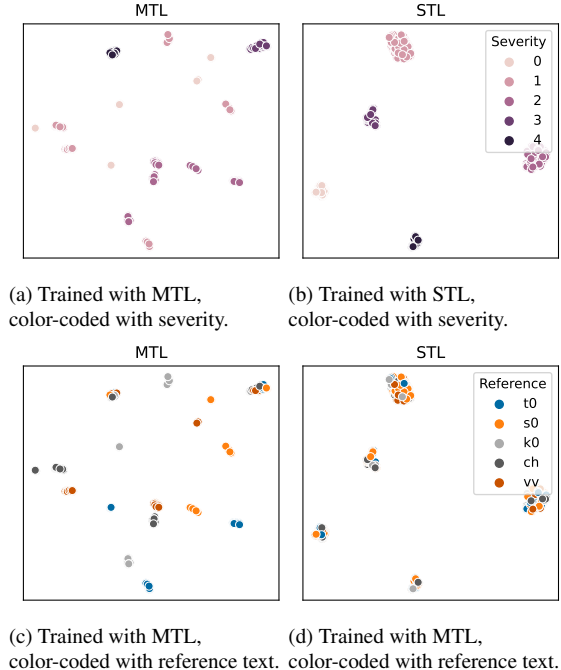 MTL
STL
Severity
0
1
2
3
4
(a) Trained with MTL,
color-coded with severity.
(b) Trained with STL,
color-coded with severity.
MTL
STL
Reference
t0
s0
k0
ch
vv
(c) Trained with MTL,
color-coded with reference text.
(d) Trained with MTL,
color-coded with reference text.